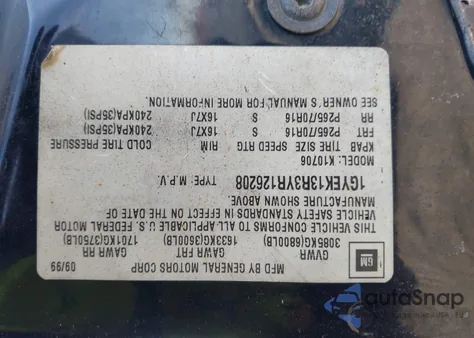 MFD BY GENERAL MOTORS CORP
09/99
GVWR GAWR FRT GAWR RR
3085KG(6800LB) 1633KG(3600LB) 1701KG(3750LB)
THIS VEHICLE CONFORMS TO ALL APPLICABLE U.S. FEDERAL MOTOR
VEHICLE SAFETY STANDARDS IN EFFECT ON THE DATE OF
MANUFACTURE SHOWN ABOVE.
1GYEK13R3YR126208 TYPE: M.P.V.
MODEL: K10706
KPAB TIRE SIZE SPEED RTG RIM COLD TIRE PRESSURE
FRT P265/70R16 S 16X7J 240KPA(35PSI)
RR P265/70R16 S 16X7J 240KPA(35PSI)
SEE OWNER'S MANUAL FOR MORE INFORMATION.
GM
autoSnap